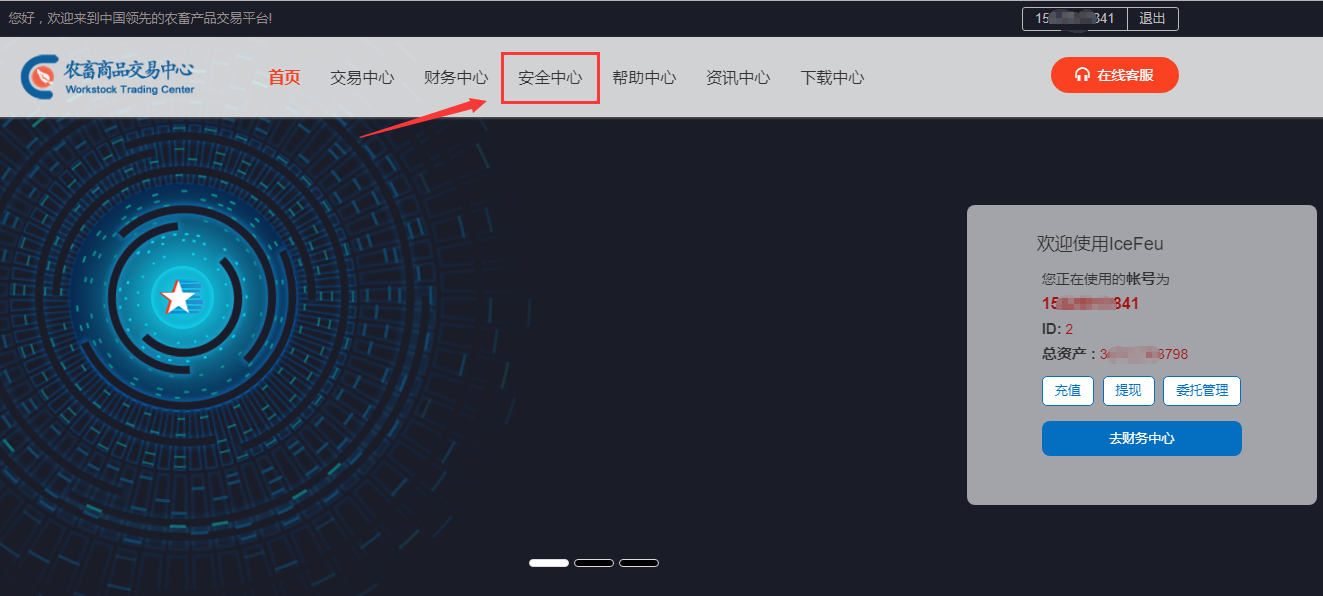 您好，欢迎来到中国领先的农畜产品交易平台!
15 841 退出
农畜商品交易中心
Workstock Trading Center
首页 交易中心 财务中心 安全中心 帮助中心 资讯中心 下载中心
在线客服
欢迎使用IceFeu
您正在使用的帐号为
15 841
ID: 2
总资产：3 8798
充值 提现 委托管理
去财务中心